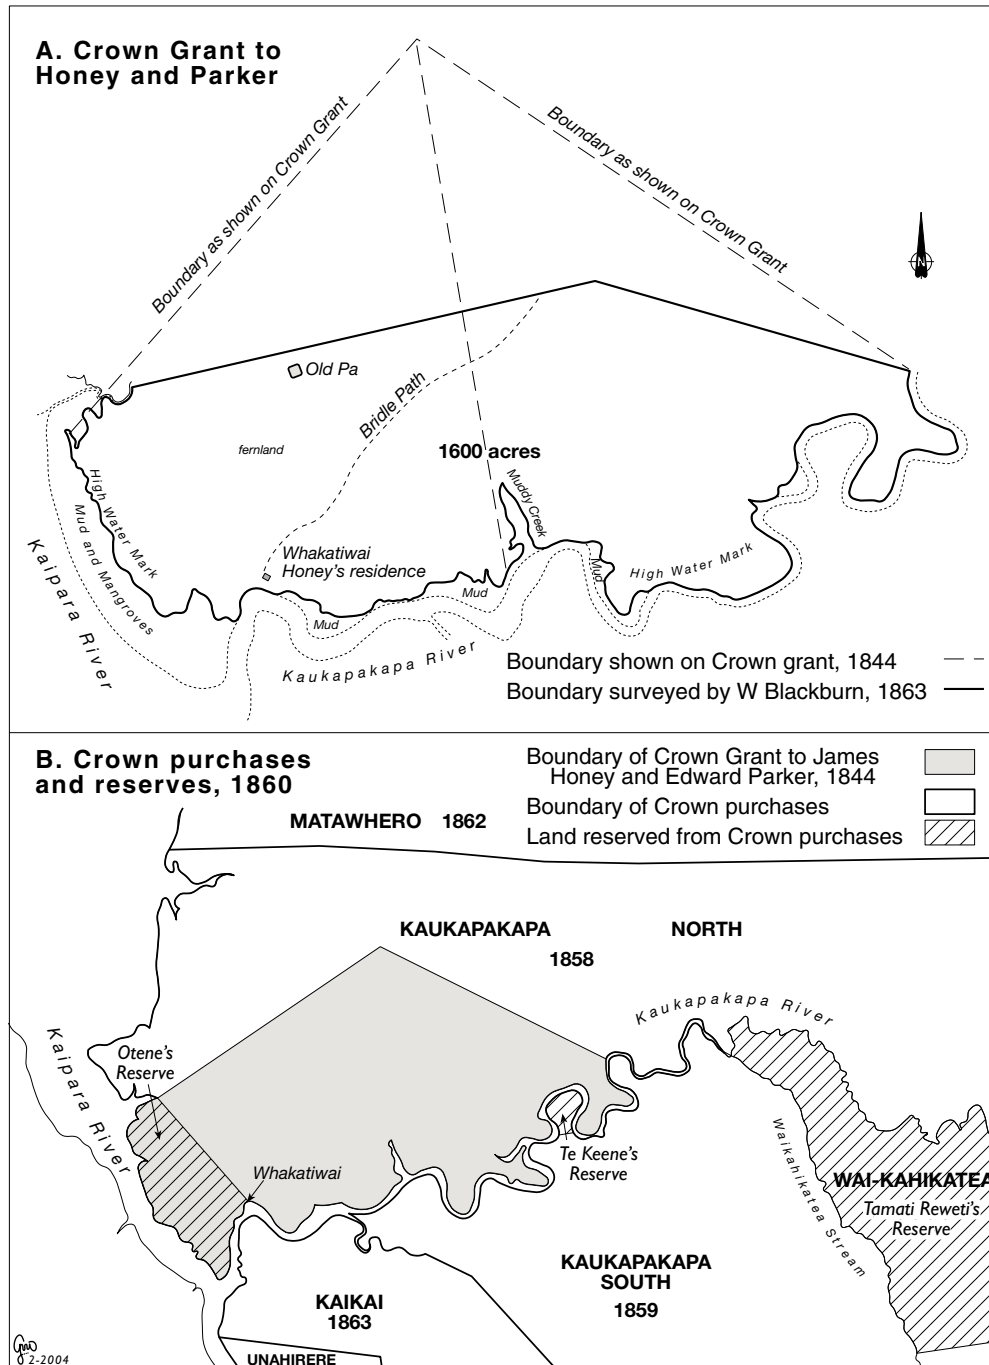 A. Crown Grant to
Honey and Parker
Boundary as shown on Crown Grant
Boundary as shown on Crown Grant
N
Old Pa
Bridle Path
fernland
1600 acres
Muddy Creek
High Water Mark
Mud and Mangroves
Kaipara River
Whakatiwai
Honey's residence
Mud
Mud
Mud
High Water Mark
Kaukapakapa River
Boundary shown on Crown grant, 1844
Boundary surveyed by W Blackburn, 1863
B. Crown purchases
and reserves, 1860
Boundary of Crown Grant to James
Honey and Edward Parker, 1844
Boundary of Crown purchases
Land reserved from Crown purchases
MATAWHERO 1862
KAUKAPAKAPA NORTH
1858
Kaukapakapa River
Kaipara River
Otene's
Reserve
Whakatiwai
Te Keene's
Reserve
Waikahikatea Stream
WAI-KAHIKATEA
Tamati Reweti's
Reserve
KAUKAPAKAPA
SOUTH
1859
KAIKAI
1863
UNAHIRERE
2-2004